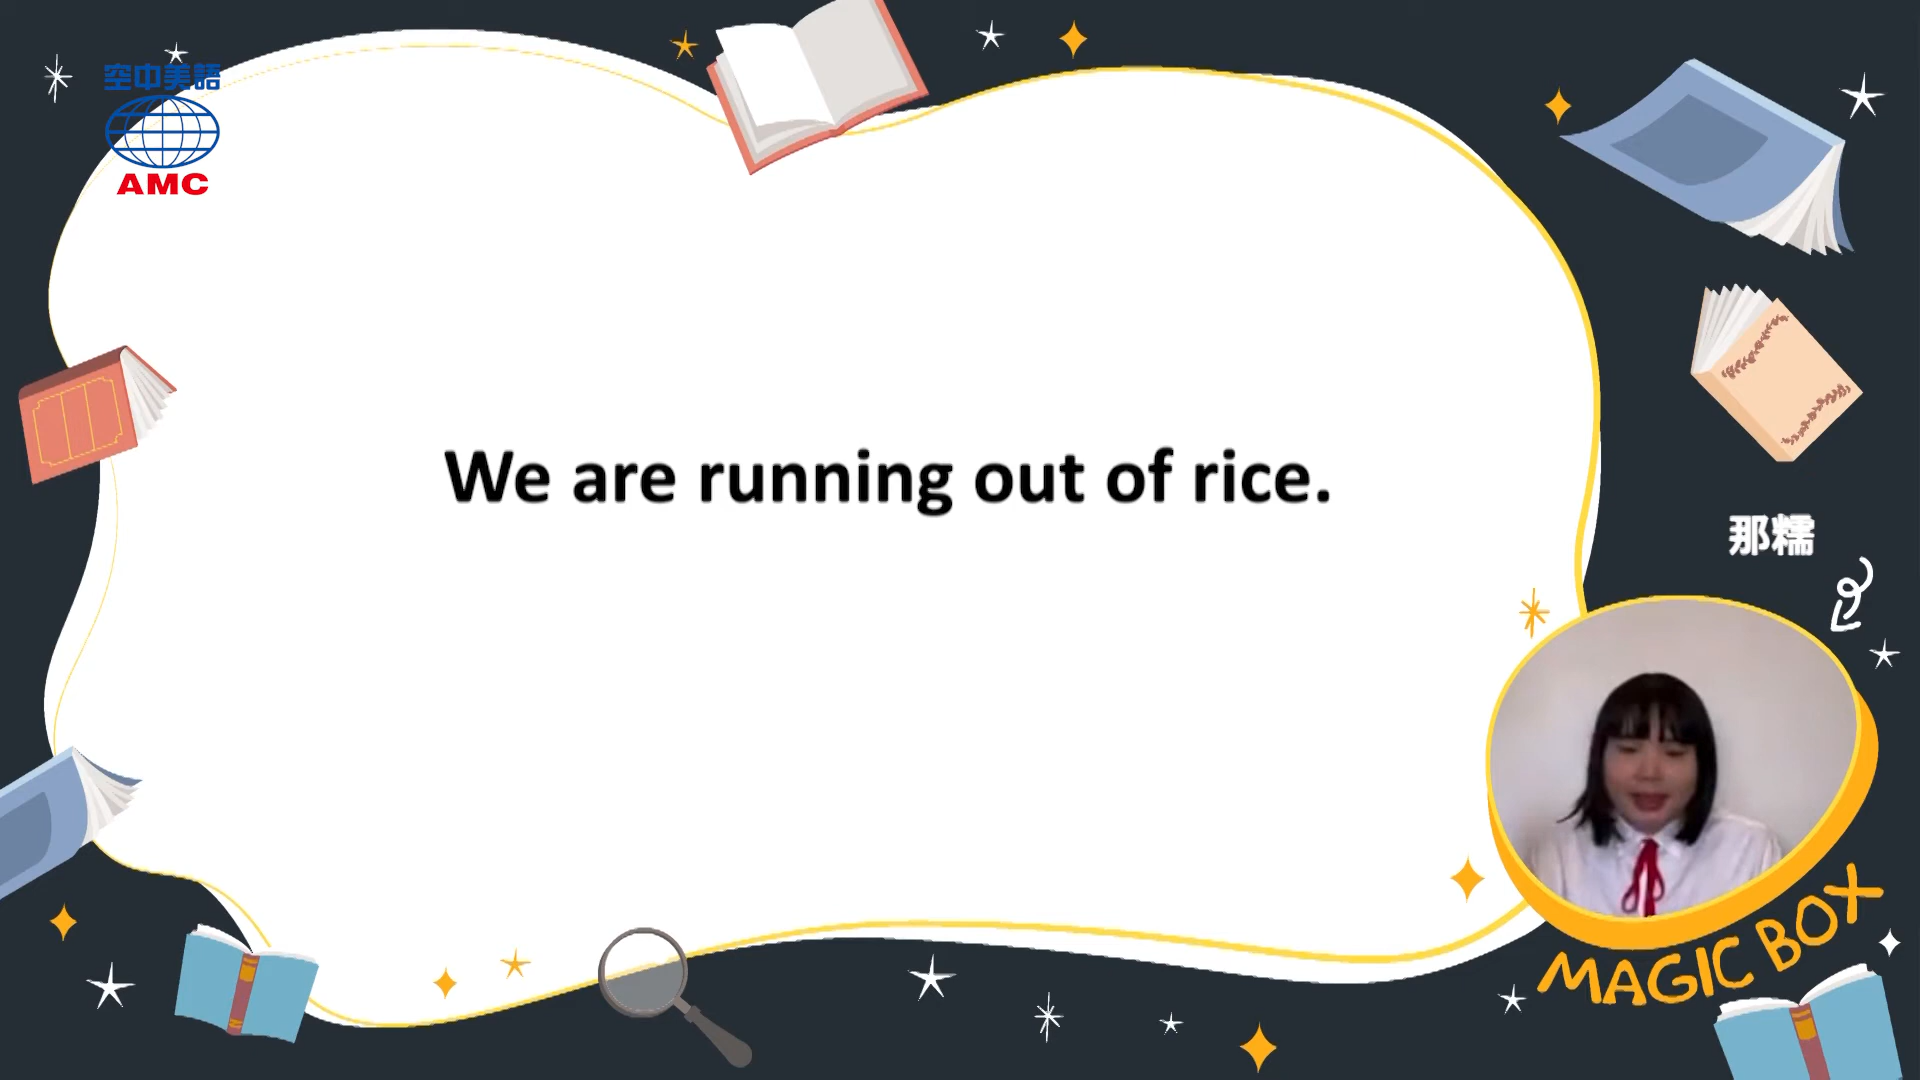 空中美語
AMC
We are running out of rice.
那糯
MAGIC BOX